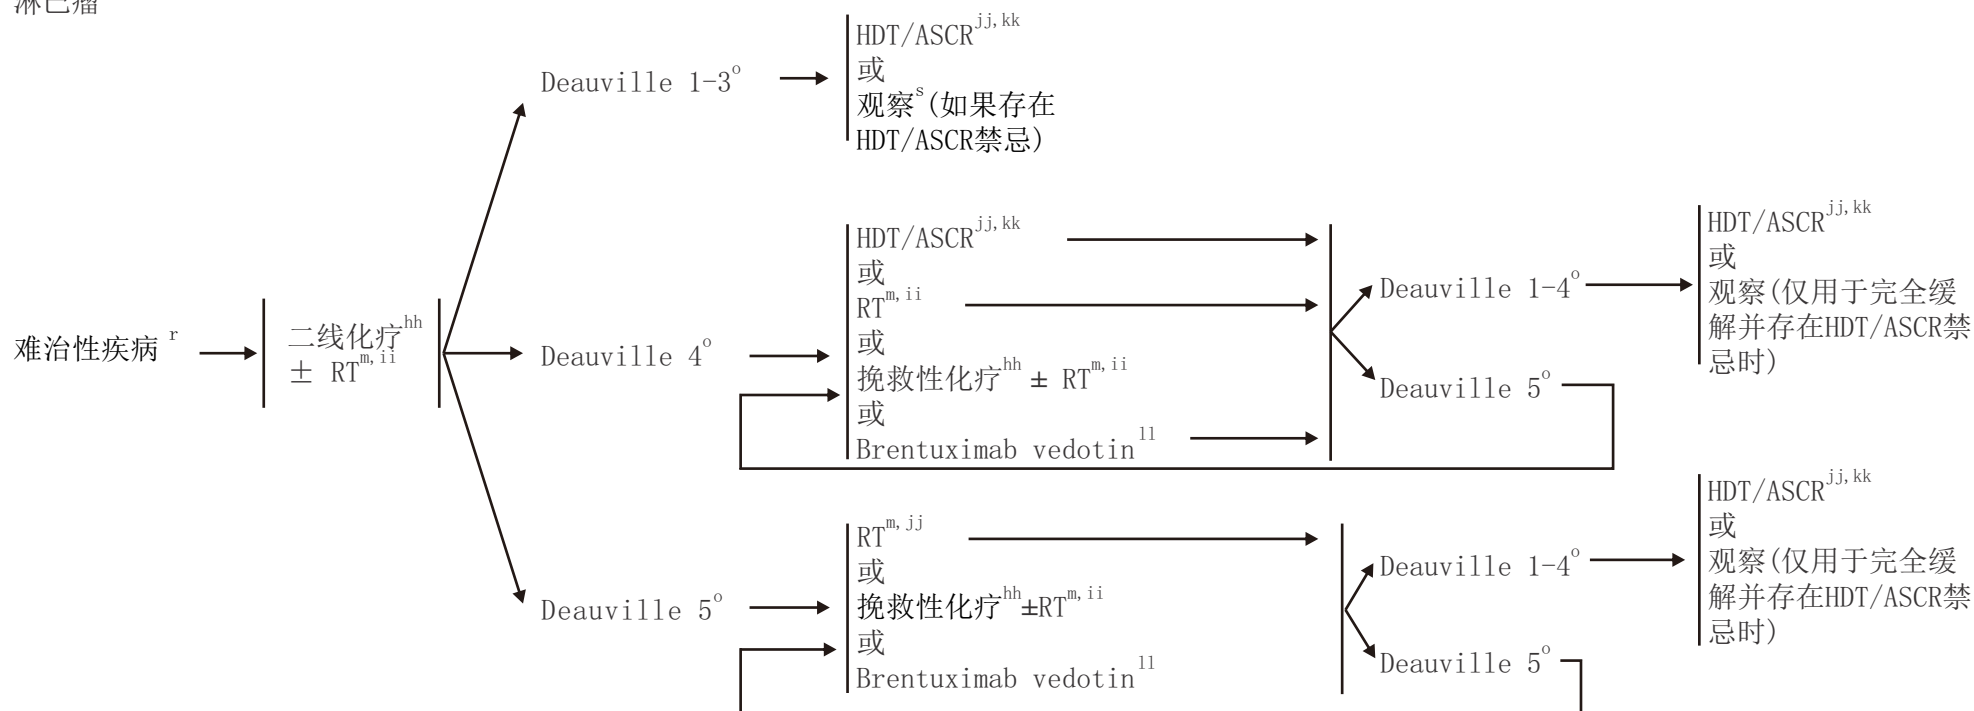 淋巴瘤
Deauville 1-3o
HDT/ASCRjj,kk
或
观察s(如果存在
HDT/ASCR禁忌)
难治性疾病 r
二线化疗hh
± RTm,ii
Deauville 4o
HDT/ASCRjj,kk
或
RTm,ii
或
挽救性化疗hh ± RTm,ii
或
Brentuximab vedotinll
Deauville 1-4o
Deauville 5o
HDT/ASCRjj,kk
或
观察(仅用于完全缓
解并存在HDT/ASCR禁
忌时)
Deauville 5o
RTm,jj
或
挽救性化疗hh±RTm,ii
或
Brentuximab vedotinll
Deauville 1-4o
Deauville 5o
HDT/ASCRjj,kk
或
观察(仅用于完全缓
解并存在HDT/ASCR禁
忌时)